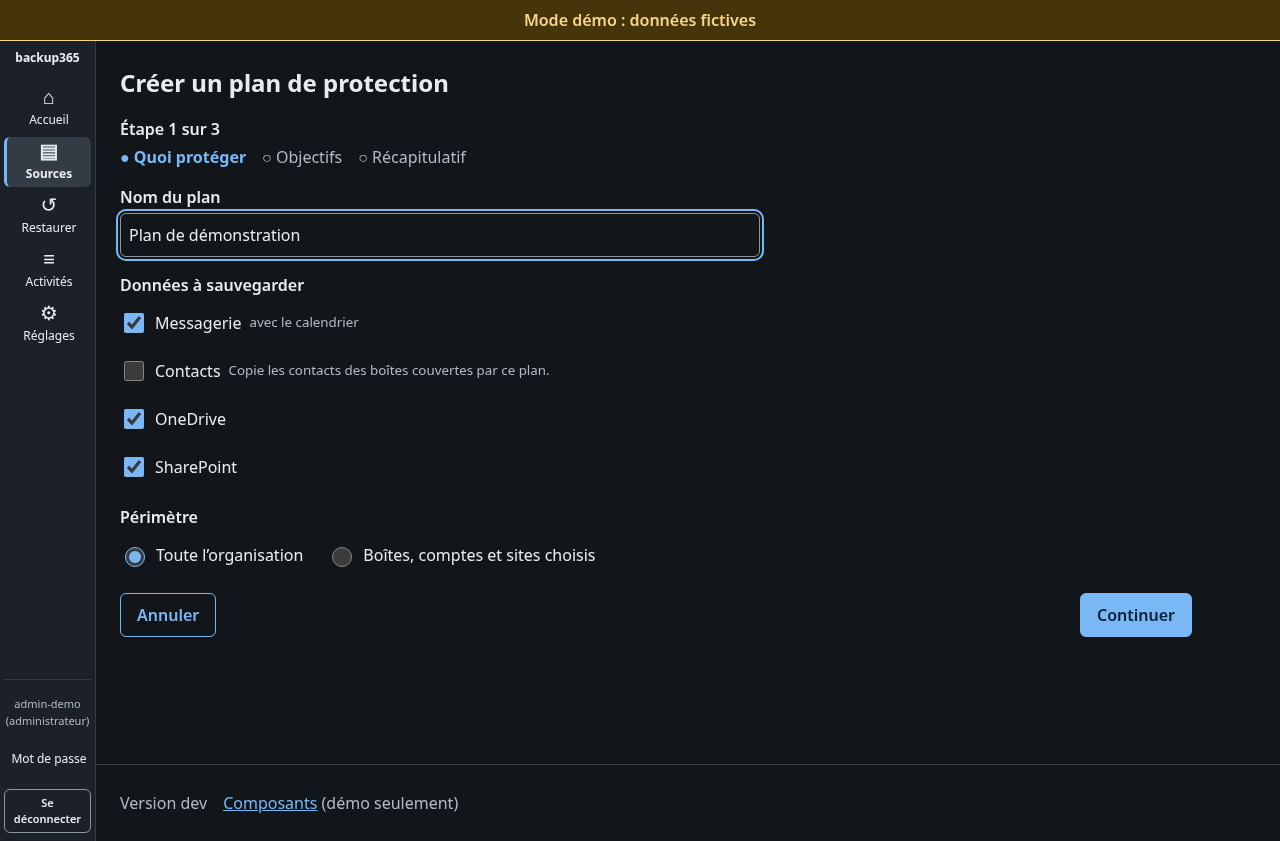 Mode démo : données fictives
backup365
Accueil
Sources
Restaurer
Activités
Réglages
admin-demo
(administrateur)
Mot de passe
Se
déconnecter
Créer un plan de protection
Étape 1 sur 3
● Quoi protéger ○ Objectifs ○ Récapitulatif
Nom du plan
Plan de démonstration
Données à sauvegarder
Messagerie avec le calendrier
Contacts Copie les contacts des boîtes couvertes par ce plan.
OneDrive
SharePoint
Périmètre
Toute l’organisation Boîtes, comptes et sites choisis
Annuler Continuer
Version dev Composants (démo seulement)